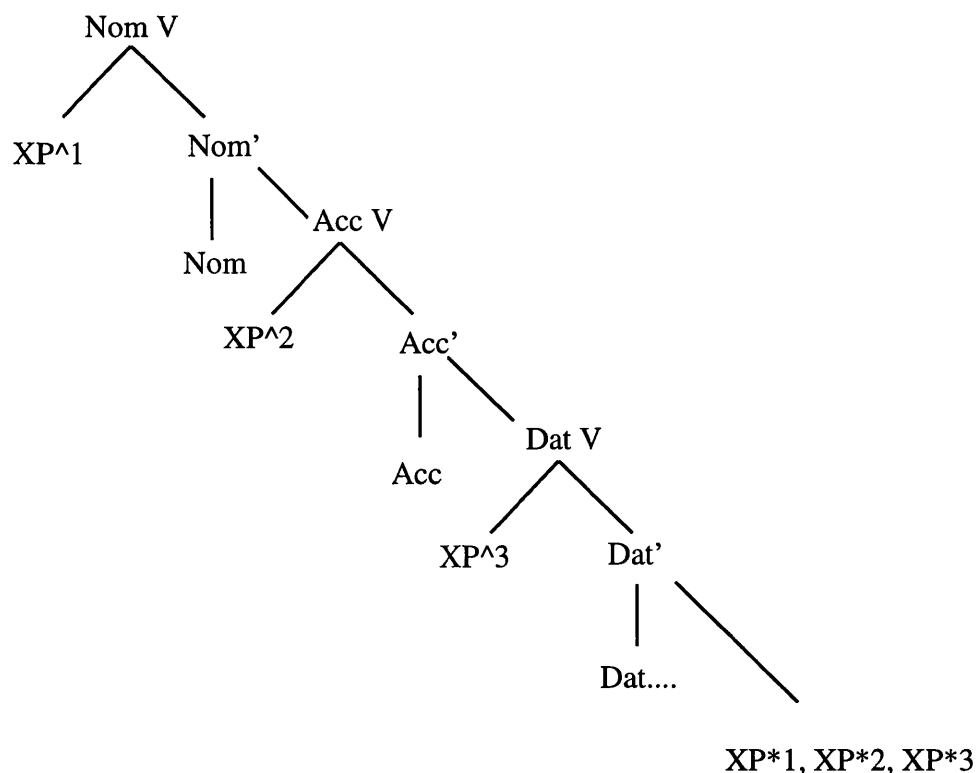 Nom V
XP^1
Nom’
Nom
Acc V
XP^2
Acc’
Acc
Dat V
XP^3
Dat’
Dat....
XP*1, XP*2, XP*3